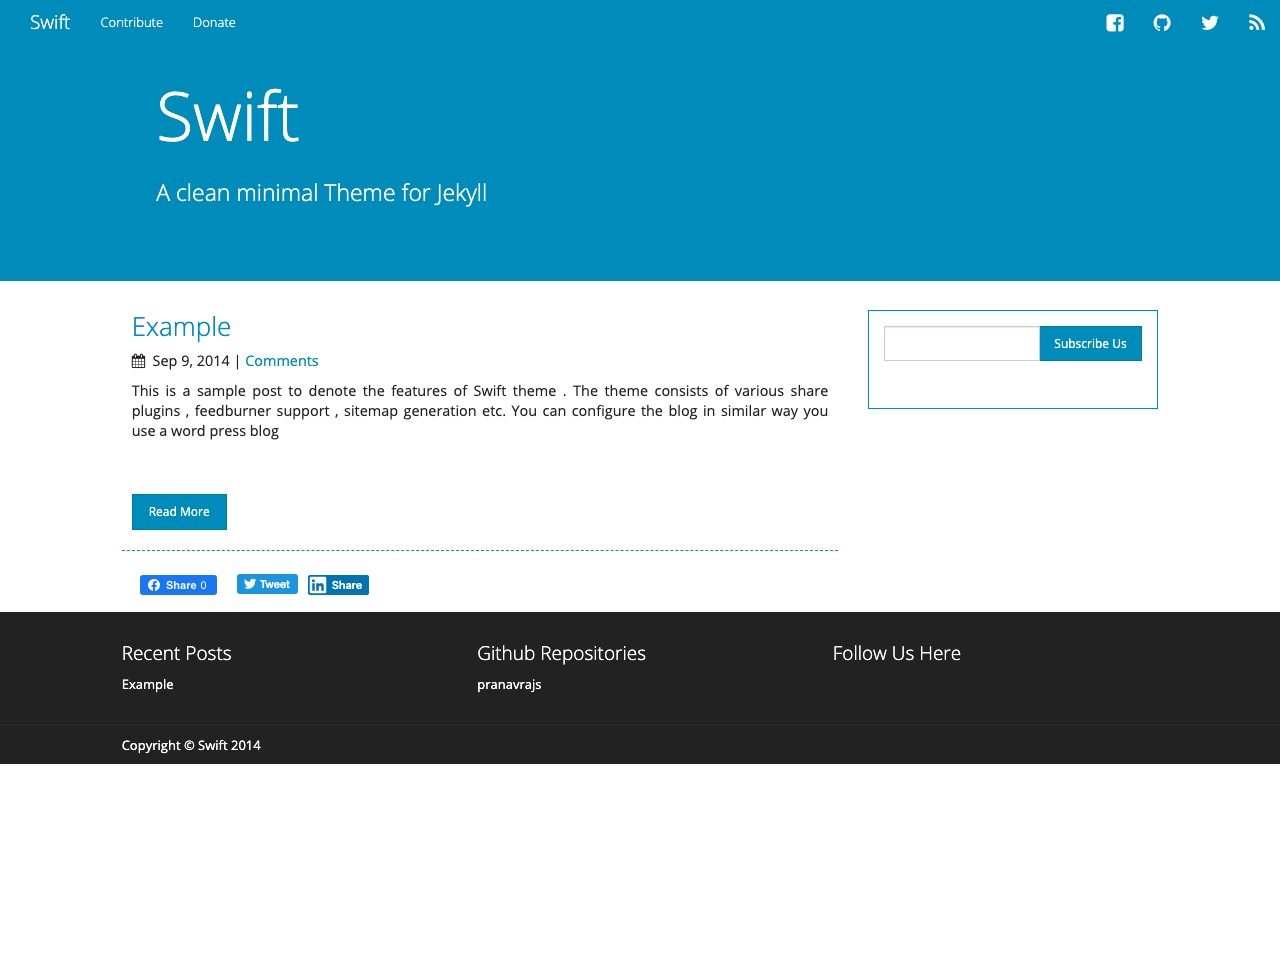 Swift Contribute Donate
Swift
A clean minimal Theme for Jekyll
Example
Sep 9, 2014 | Comments
This is a sample post to denote the features of Swift theme . The theme consists of various share
plugins , feedburner support , sitemap generation etc. You can configure the blog in similar way you
use a word press blog
Read More
Subscribe Us
Share 0 Tweet Share
Recent Posts
Example
Github Repositories
pranavrajs
Follow Us Here
Copyright © Swift 2014